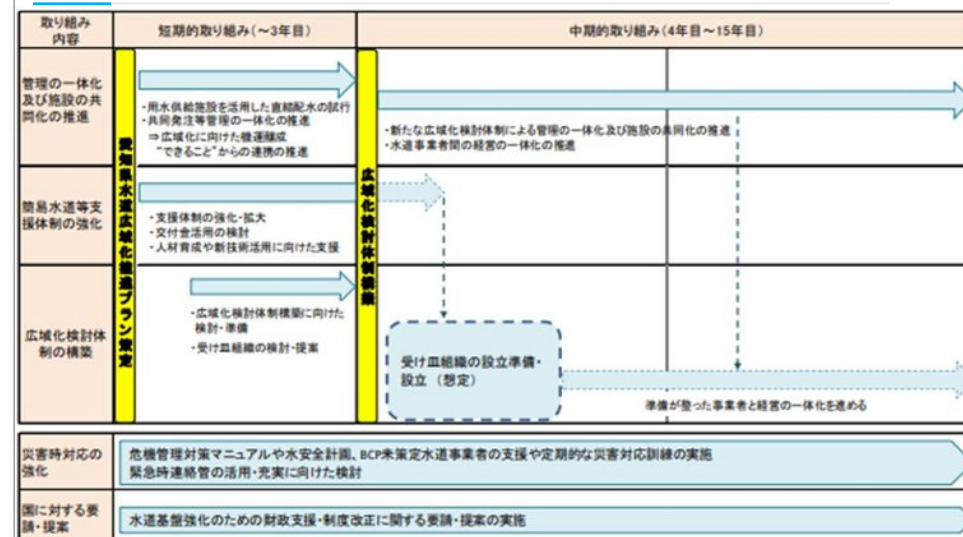 取り組み
内容
短期的取り組み(~3年目)
中期的取り組み(4年目~15年目)
愛知県水道広域化推進プラン策定
広域化検討体制構築
管理の一体化
及び施設の共
同化の推進
・用水供給施設を活用した直結配水の試行
・共同発注等管理の一体化の推進
⇒広域化に向けた機運醸成
“できること”からの連携の推進
・新たな広域化検討体制による管理の一体化及び施設の共同化の推進
・水道事業者間の経営の一体化の推進
簡易水道等支
援体制の強化
・支援体制の強化・拡大
・交付金活用の検討
・人材育成や新技術活用に向けた支援
広域化検討体
制の構築
・広域化検討体制構築に向けた
検討・準備
・受け皿組織の検討・提案
受け皿組織の設立準備・
設立 (想定)
準備が整った事業者と経営の一体化を進める
災害時対応の
強化
危機管理対策マニュアルや水安全計画、BCP未策定水道事業者の支援や定期的な災害対応訓練の実施
緊急時連絡管の活用・充実に向けた検討
国に対する要
請・提案
水道基盤強化のための財政支援・制度改正に関する要請・提案の実施